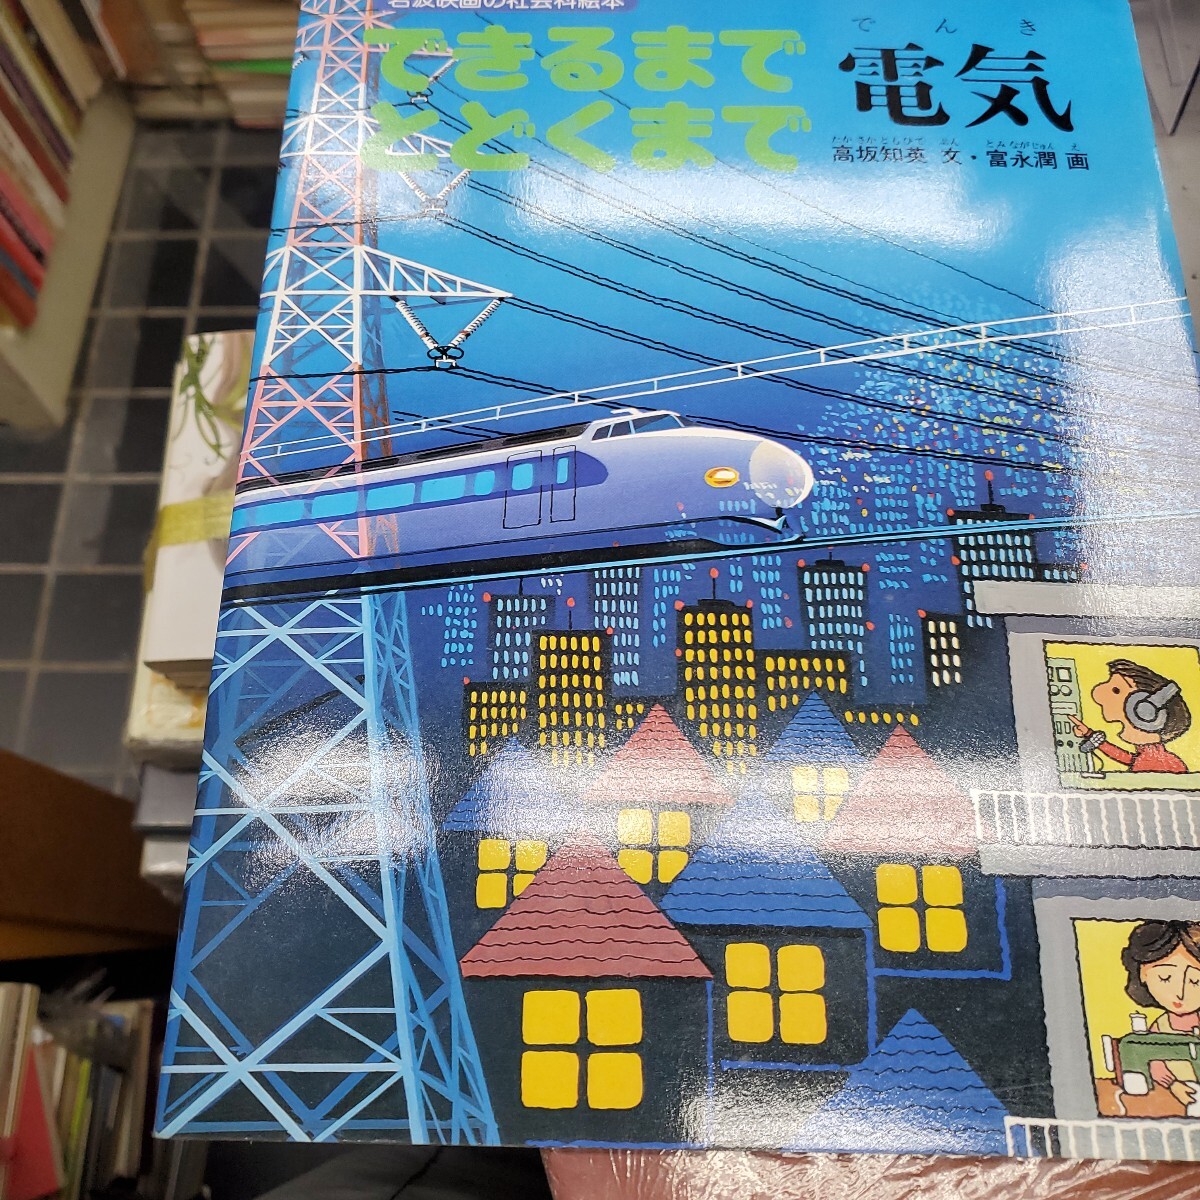 岩波映画の社会科絵本
できるまで
とどくまで
でんき
電気
たかさかともひで ぶん とみながじゅん え
高坂知英 文・富永潤 画